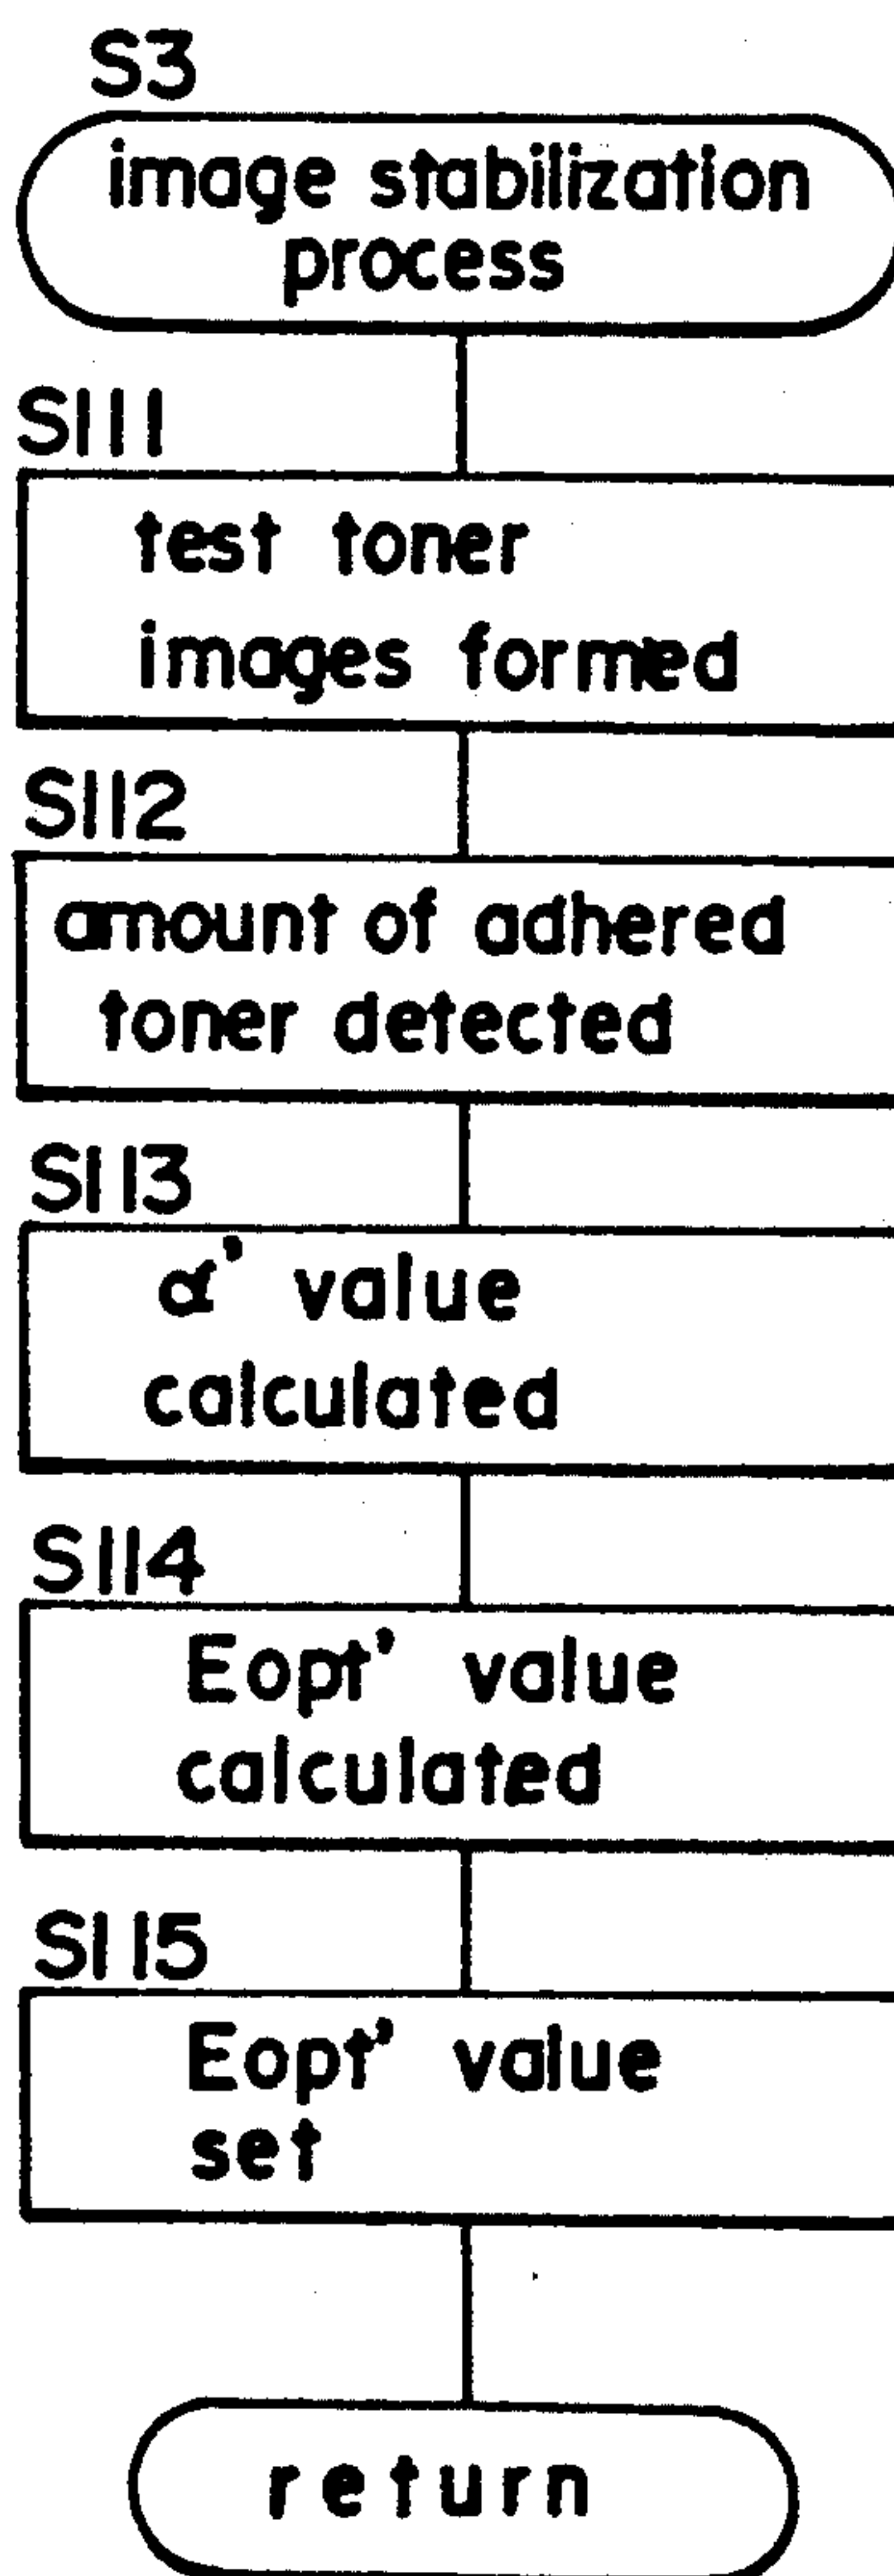 S3
image stabilization
process
S111
test toner
images formed
S112
amount of adhered
toner detected
S113
α' value
calculated
S114
Eopt' value
calculated
S115
Eopt' value
set
return